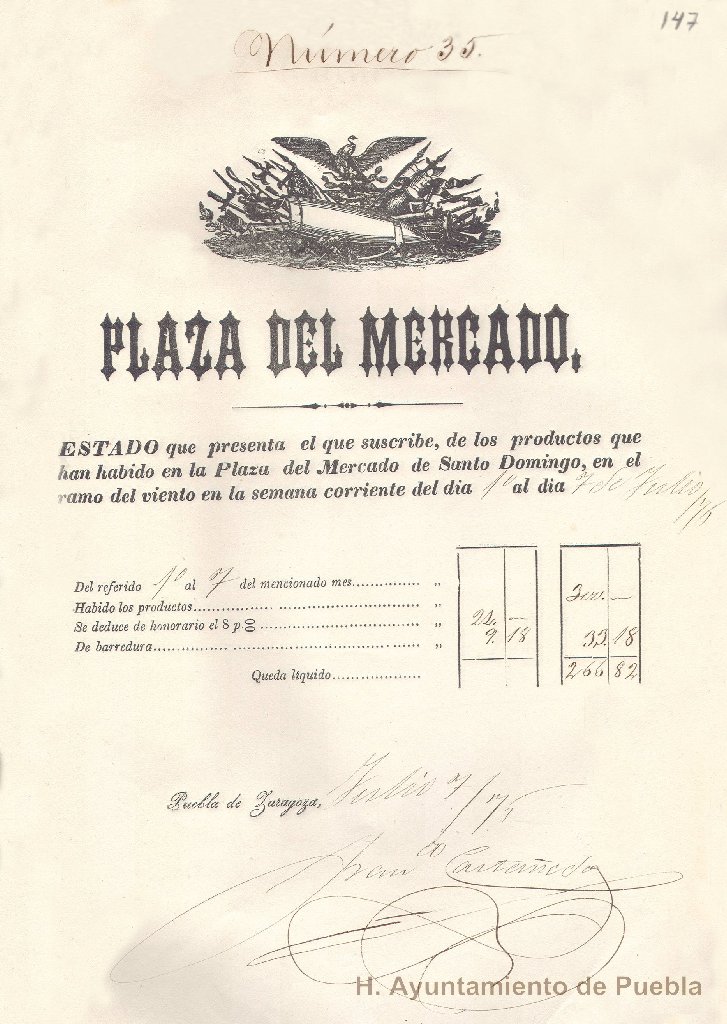 147
Número 35.
PLAZA DEL MERCADO.
ESTADO que presenta el que suscribe, de los productos que
han habido en la Plaza del Mercado de Santo Domingo, en el
ramo del viento en la semana corriente del dia 1º al dia 7 de Julio
Del referido 1º al 7 del mencionado mes............... „
Habido los productos.................. ............................... „ 300. —
Se deduce de honorario el 8 p.% .............................. „ 24. —
De barredura.................. ................................... „ 9. 18 33. 18
Queda líquido.................... 266 82
Puebla de Zaragoza, Julio 7/75
Franco Castañeda
H. Ayuntamiento de Puebla